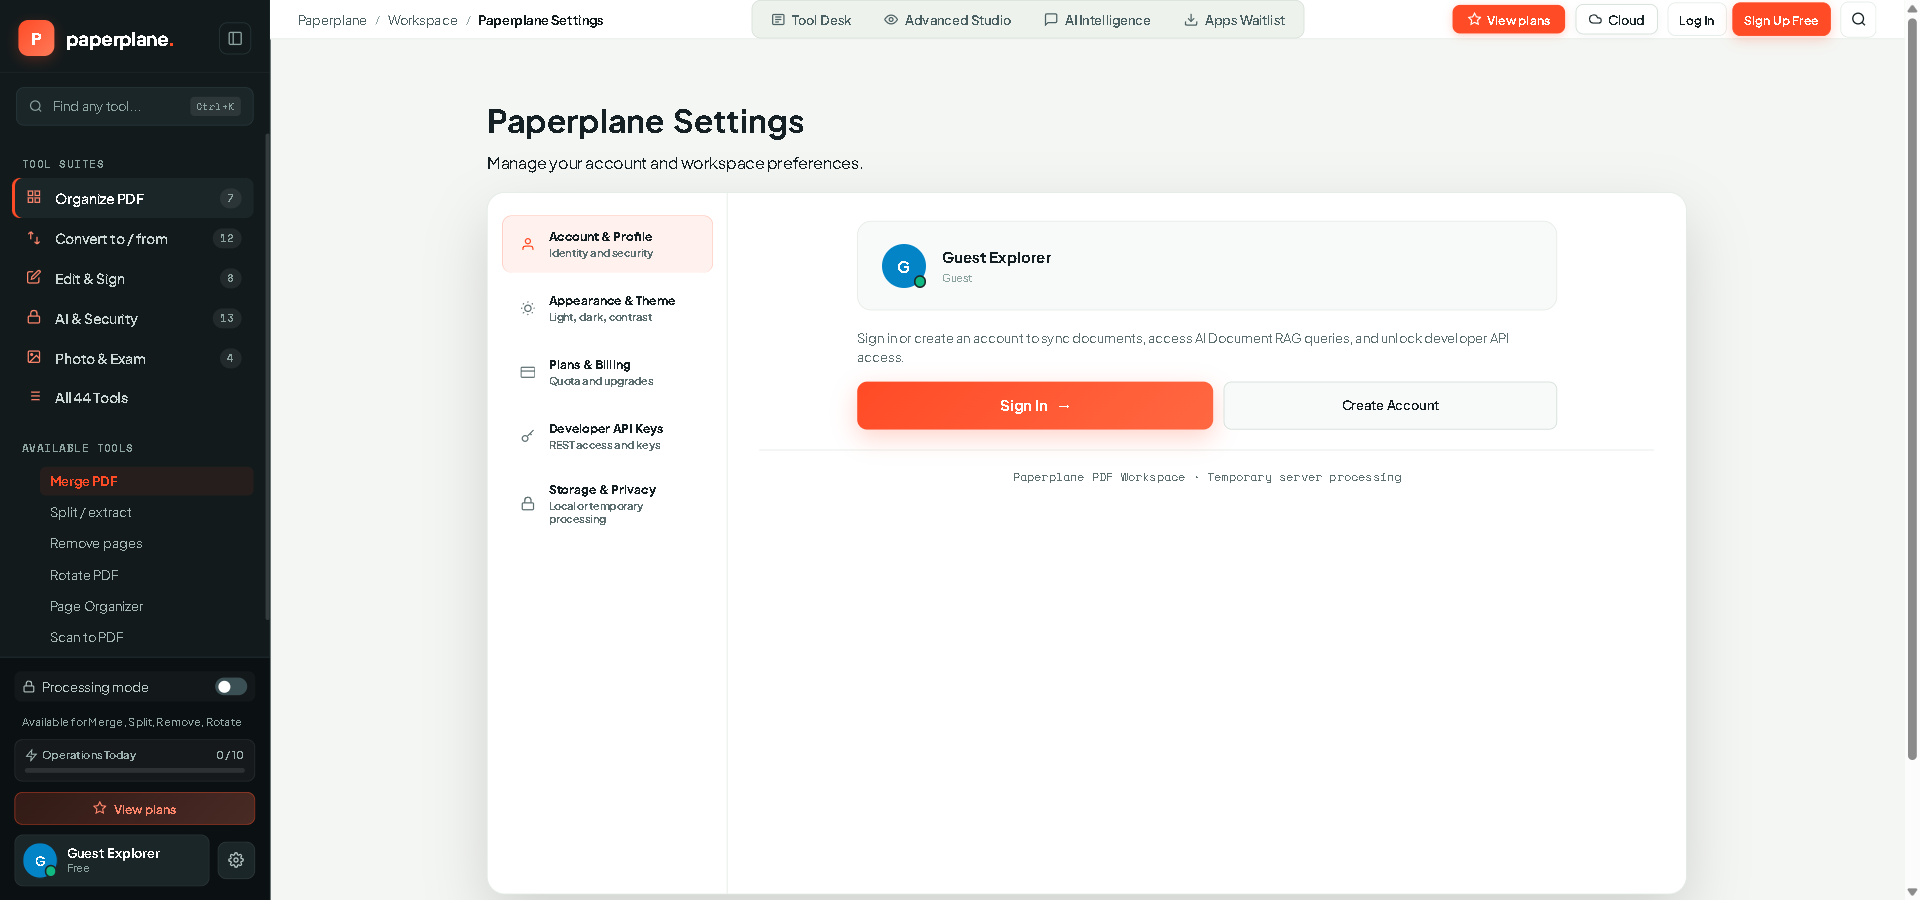 P paperplane.
Find any tool... Ctrl+K
TOOL SUITES
Organize PDF 7
Convert to / from 12
Edit & Sign 8
AI & Security 13
Photo & Exam 4
All 44 Tools
AVAILABLE TOOLS
Merge PDF
Split / extract
Remove pages
Rotate PDF
Page Organizer
Scan to PDF
Processing mode
Available for Merge, Split, Remove, Rotate
Operations Today 0/10
View plans
G Guest Explorer
Free
Paperplane / Workspace / Paperplane Settings
Tool Desk Advanced Studio AI Intelligence Apps Waitlist
View plans Cloud Log In Sign Up Free
Paperplane Settings
Manage your account and workspace preferences.
Account & Profile
Identity and security
Appearance & Theme
Light, dark, contrast
Plans & Billing
Quota and upgrades
Developer API Keys
REST access and keys
Storage & Privacy
Local or temporary
processing
G Guest Explorer
Guest
Sign in or create an account to sync documents, access AI Document RAG queries, and unlock developer API
access.
Sign In →
Create Account
Paperplane PDF Workspace · Temporary server processing